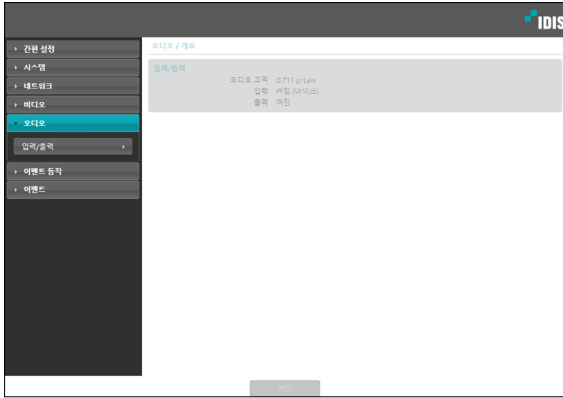 IDIS
간편 설정
시스템
네트워크
비디오
오디오
입력/출력
이벤트 동작
이벤트
오디오 / 개요
입력/출력
오디오 코덱 G.711 μ-Law
입력 켜짐 (마이크)
출력 꺼짐